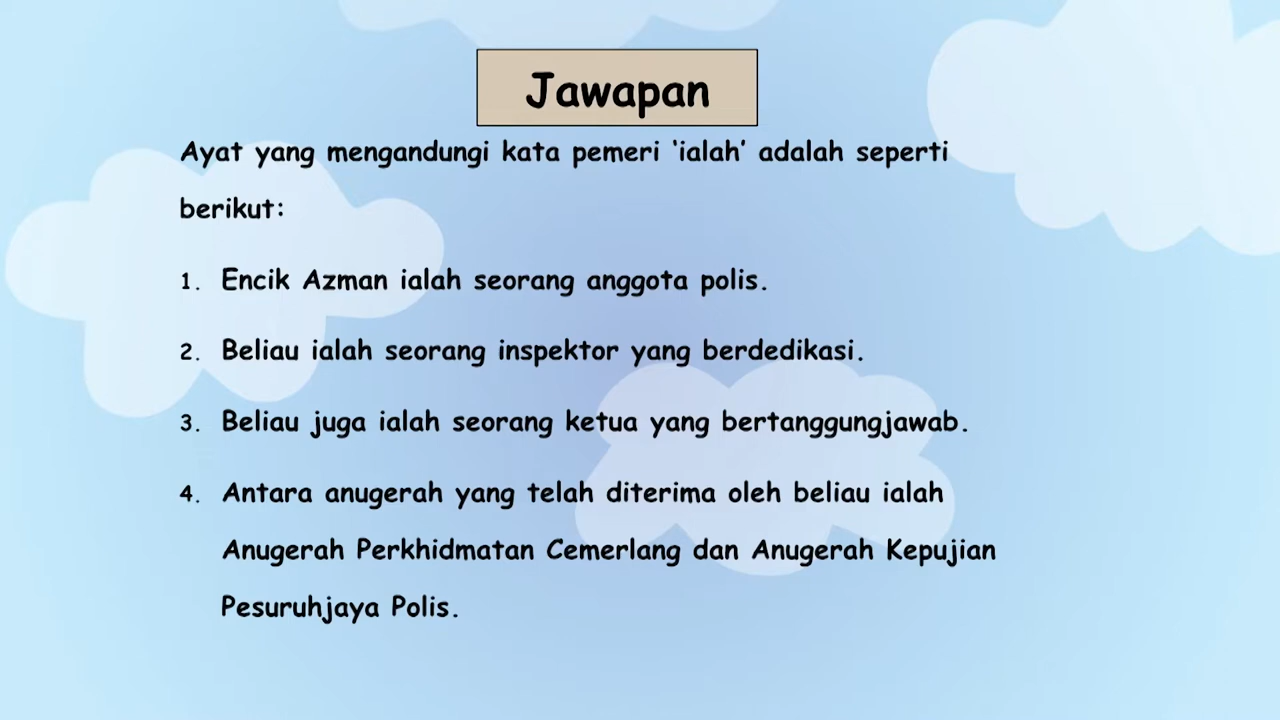 Jawapan
Ayat yang mengandungi kata pemeri ‘ialah’ adalah seperti
berikut:
1. Encik Azman ialah seorang anggota polis.
2. Beliau ialah seorang inspektor yang berdedikasi.
3. Beliau juga ialah seorang ketua yang bertanggungjawab.
4. Antara anugerah yang telah diterima oleh beliau ialah
Anugerah Perkhidmatan Cemerlang dan Anugerah Kepujian
Pesuruhjaya Polis.